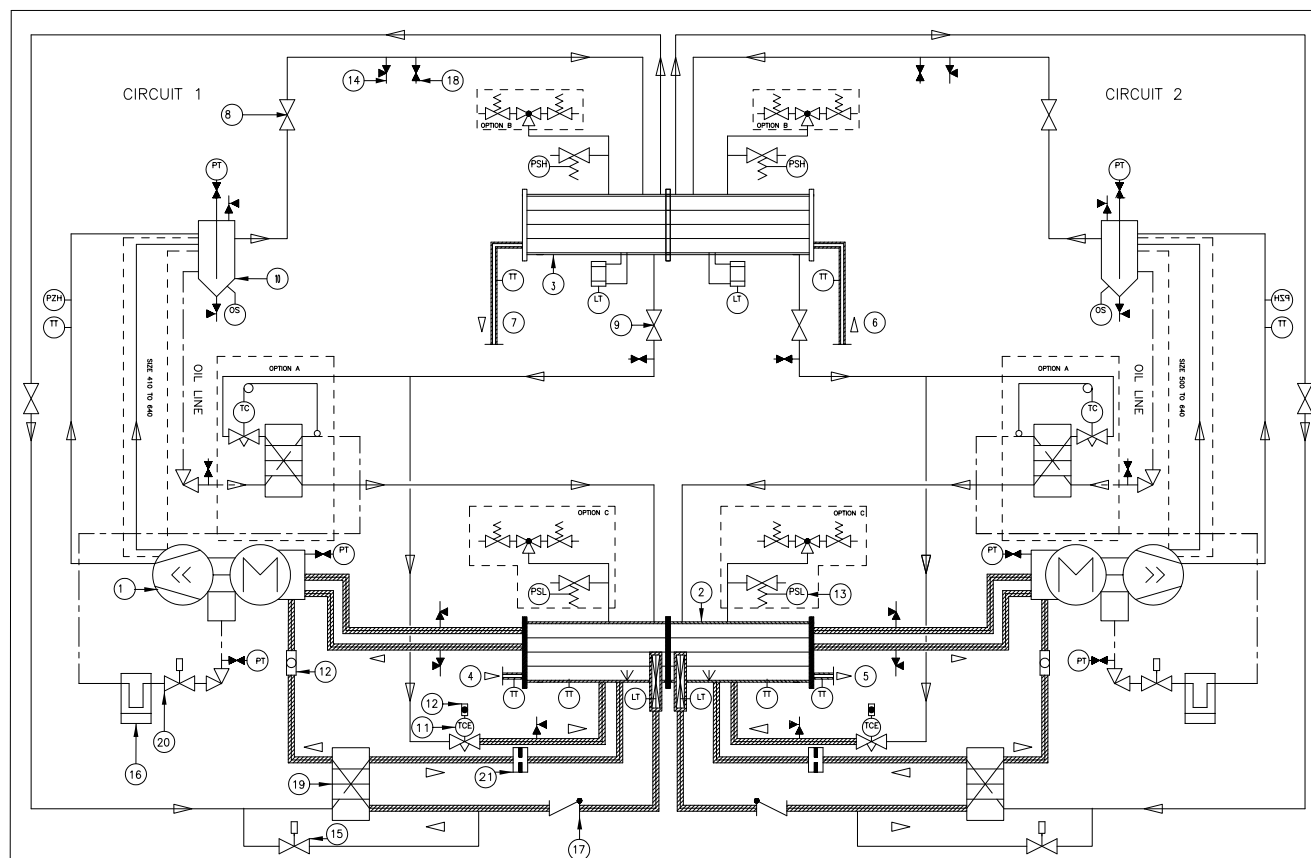 CIRCUIT 1
CIRCUIT 2
14
18
8
OPTION B
OPTION B
PT
PSH
PSH
PT
10
OS
3
TT
LT
LT
TT
OS
PZH
TT
7
9
6
PZH
TT
SIZE 410 TO 640
OIL LINE
OPTION A
TC
OPTION A
TC
OIL LINE
SIZE 500 TO 640
OPTION C
OPTION C
1
M
PT
PSL
2
PSL
13
PT
M
12
PT
4
TT
TT
LT
LT
TT
TT
5
PT
12
11
TCE
TCE
16
20
19
21
15
17